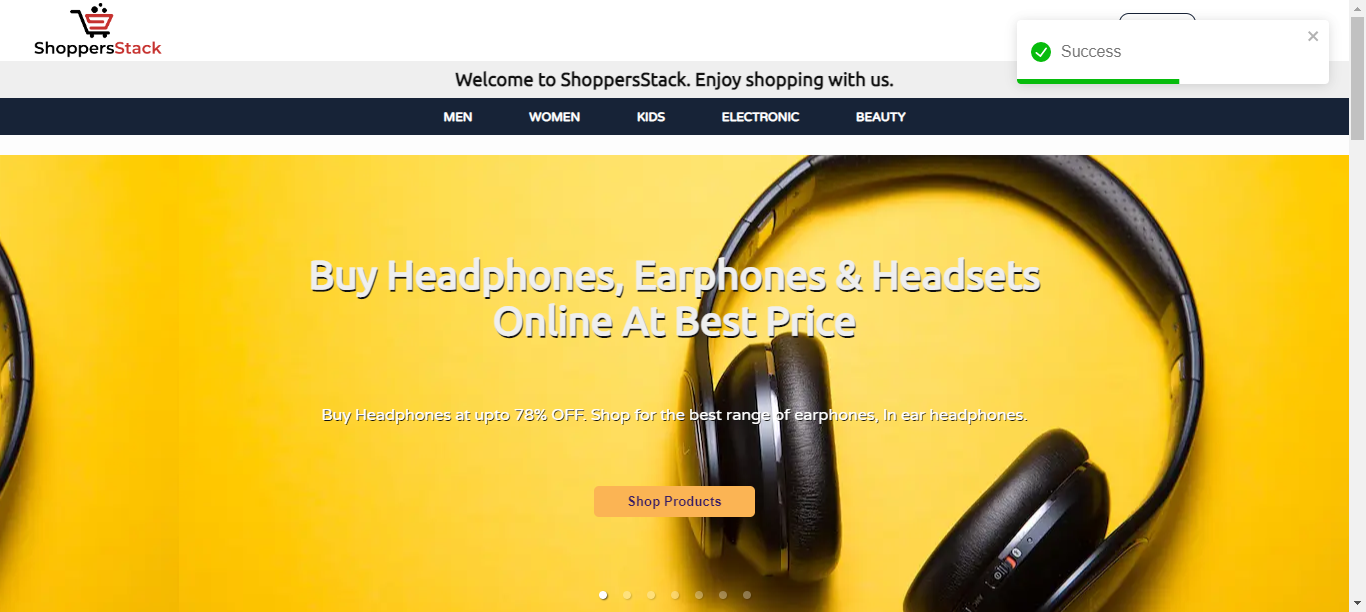 ShoppersStack
Success
Welcome to ShoppersStack. Enjoy shopping with us.
MEN WOMEN KIDS ELECTRONIC BEAUTY
Buy Headphones, Earphones & Headsets
Online At Best Price
Buy Headphones at upto 78% OFF. Shop for the best range of earphones, In ear headphones.
Shop Products